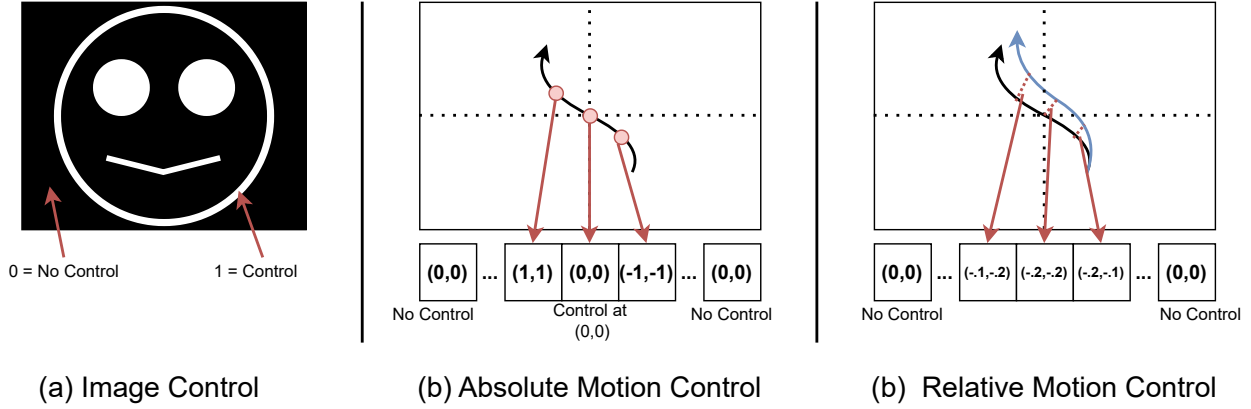 0 = No Control
1 = Control
(a) Image Control
(0,0) ... (1,1) (0,0) (-1,-1) ... (0,0)
No Control
Control at
(0,0)
No Control
(b) Absolute Motion Control
(0,0) ... (-.1,-.2) (-.2,-.2) (-.2,-.1) ... (0,0)
No Control
No Control
(b) Relative Motion Control